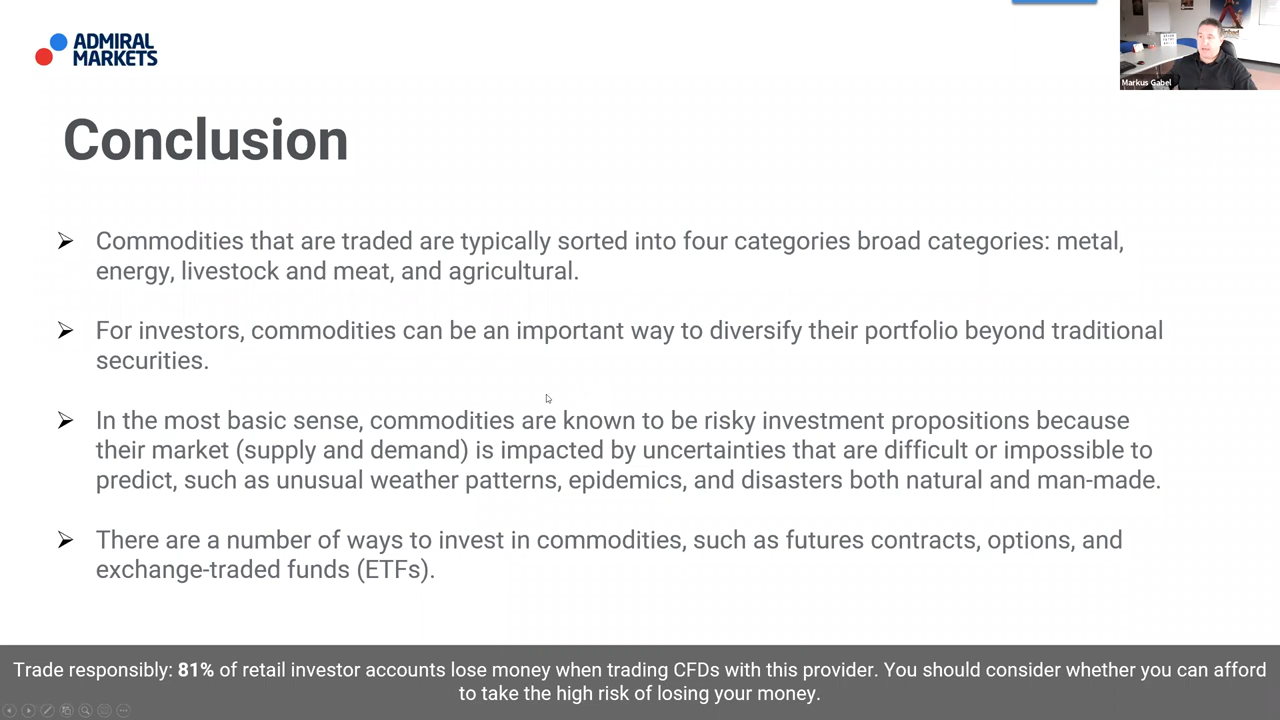 ADMIRAL
MARKETS
Markus Gabel
Conclusion
Commodities that are traded are typically sorted into four categories broad categories: metal,
energy, livestock and meat, and agricultural.
For investors, commodities can be an important way to diversify their portfolio beyond traditional
securities.
In the most basic sense, commodities are known to be risky investment propositions because
their market (supply and demand) is impacted by uncertainties that are difficult or impossible to
predict, such as unusual weather patterns, epidemics, and disasters both natural and man-made.
There are a number of ways to invest in commodities, such as futures contracts, options, and
exchange-traded funds (ETFs).
Trade responsibly: 81% of retail investor accounts lose money when trading CFDs with this provider. You should consider whether you can afford
to take the high risk of losing your money.